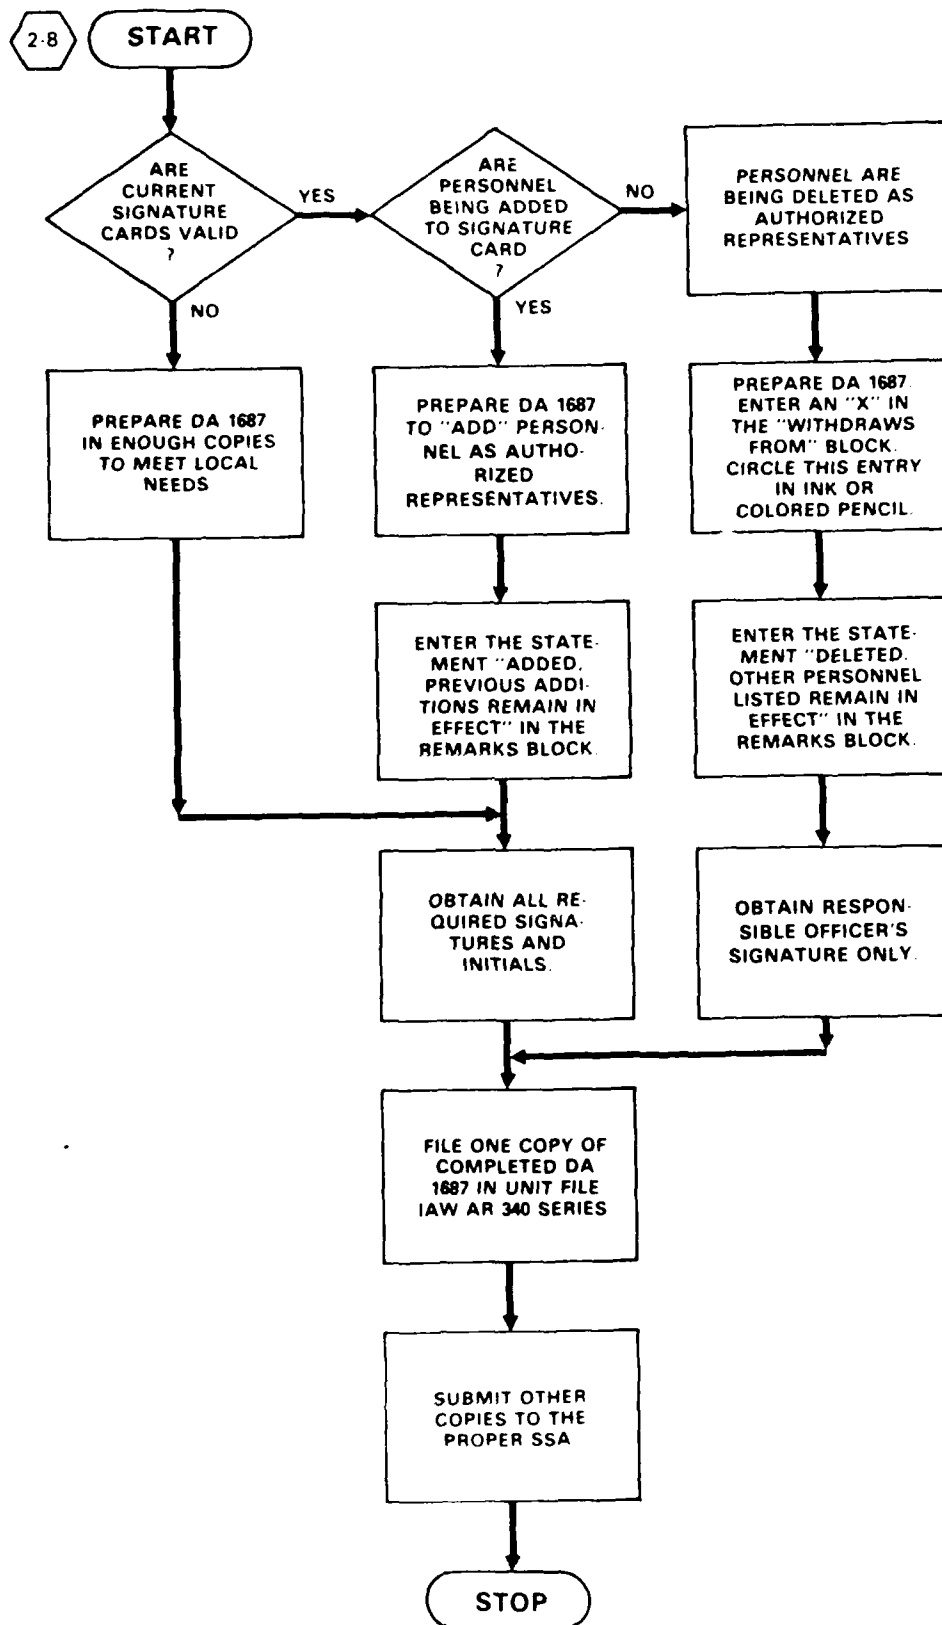 2-8
START
ARE
CURRENT
SIGNATURE
CARDS VALID
?
YES
NO
ARE
PERSONNEL
BEING ADDED
TO SIGNATURE
CARD
?
NO
YES
PERSONNEL ARE
BEING DELETED AS
AUTHORIZED
REPRESENTATIVES
PREPARE DA 1687
IN ENOUGH COPIES
TO MEET LOCAL
NEEDS
PREPARE DA 1687
TO "ADD" PERSON-
NEL AS AUTHO-
RIZED
REPRESENTATIVES.
PREPARE DA 1687.
ENTER AN "X" IN
THE "WITHDRAWS
FROM" BLOCK.
CIRCLE THIS ENTRY
IN INK OR
COLORED PENCIL.
ENTER THE STATE-
MENT "ADDED,
PREVIOUS ADDI-
TIONS REMAIN IN
EFFECT" IN THE
REMARKS BLOCK.
ENTER THE STATE-
MENT "DELETED.
OTHER PERSONNEL
LISTED REMAIN IN
EFFECT" IN THE
REMARKS BLOCK.
OBTAIN ALL RE-
QUIRED SIGNA-
TURES AND
INITIALS.
OBTAIN RESPON-
SIBLE OFFICER'S
SIGNATURE ONLY.
FILE ONE COPY OF
COMPLETED DA
1687 IN UNIT FILE
IAW AR 340 SERIES
SUBMIT OTHER
COPIES TO THE
PROPER SSA
STOP